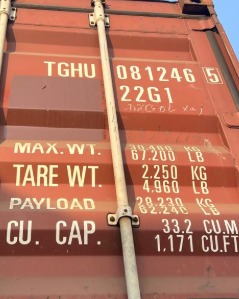 TGHU 081246 5
22G1
MAX.WT. 30.480 KG
67.200 LB
TARE WT. 2.250 KG
4.960 LB
PAYLOAD 28.230 KG
62.240 LB
CU. CAP. 33.2 CU.M
1,171 CU.FT